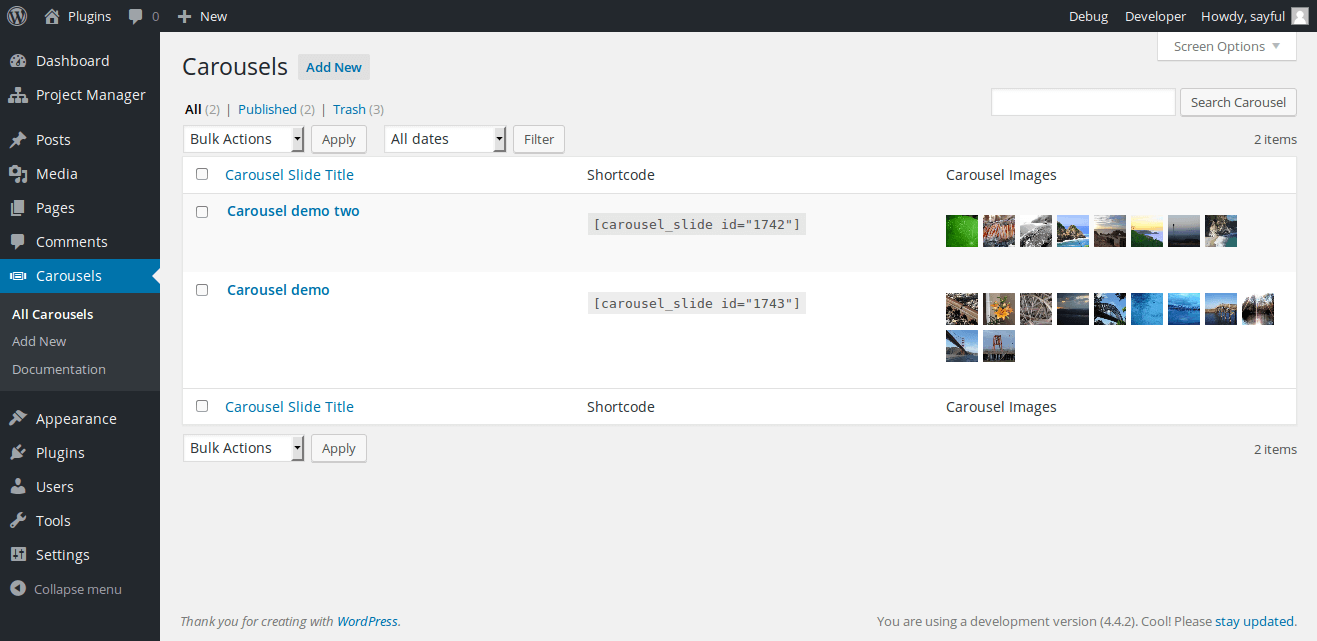 Plugins 0 New Debug Developer Howdy, sayful
Dashboard
Project Manager
Posts
Media
Pages
Comments
Carousels
All Carousels
Add New
Documentation
Appearance
Plugins
Users
Tools
Settings
Collapse menu
Screen Options
Carousels Add New
All (2) | Published (2) | Trash (3)
Search Carousel
Bulk Actions Apply All dates Filter 2 items
Carousel Slide Title Shortcode Carousel Images
Carousel demo two [carousel_slide id="1742"]
Carousel demo [carousel_slide id="1743"]
Carousel Slide Title Shortcode Carousel Images
Bulk Actions Apply 2 items
Thank you for creating with WordPress. You are using a development version (4.4.2). Cool! Please stay updated.